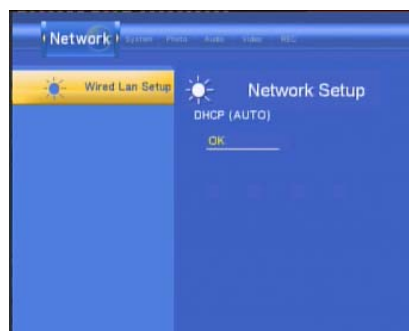 Network System Photo Audio Video REC
Wired Lan Setup
Network Setup
DHCP (AUTO)
OK